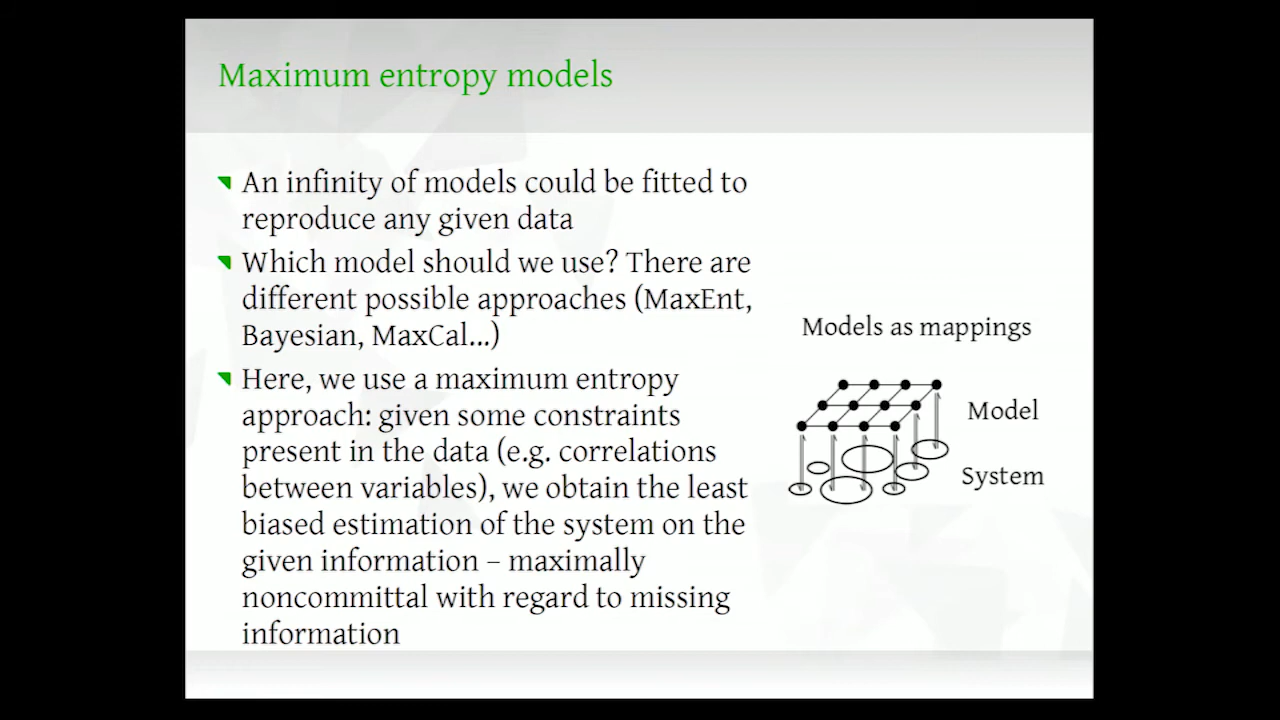 Maximum entropy models
An infinity of models could be fitted to
reproduce any given data
Which model should we use? There are
different possible approaches (MaxEnt,
Bayesian, MaxCal...)
Here, we use a maximum entropy
approach: given some constraints
present in the data (e.g. correlations
between variables), we obtain the least
biased estimation of the system on the
given information – maximally
noncommittal with regard to missing
information
Models as mappings
Model
System